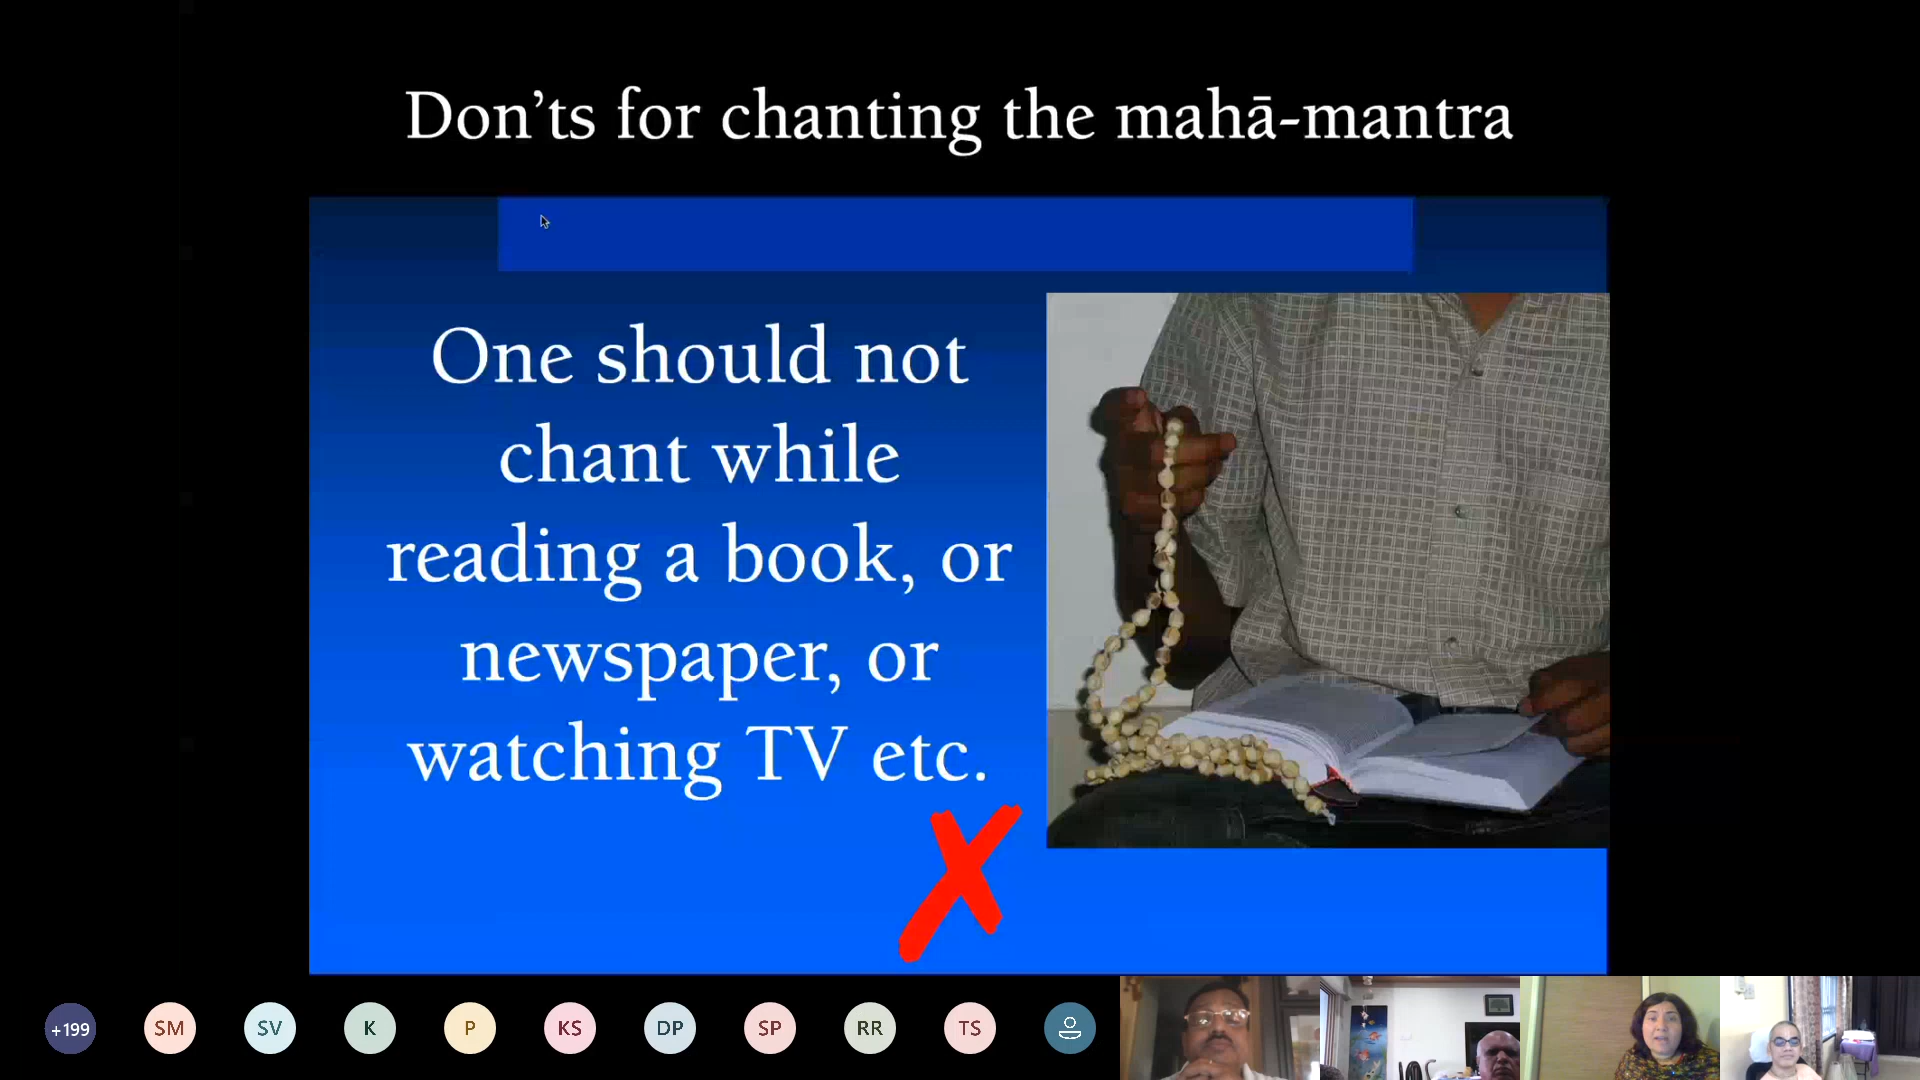 Don’ts for chanting the mahā-mantra
One should not
chant while
reading a book, or
newspaper, or
watching TV etc.
+199
SM
SV
K
P
KS
DP
SP
RR
TS